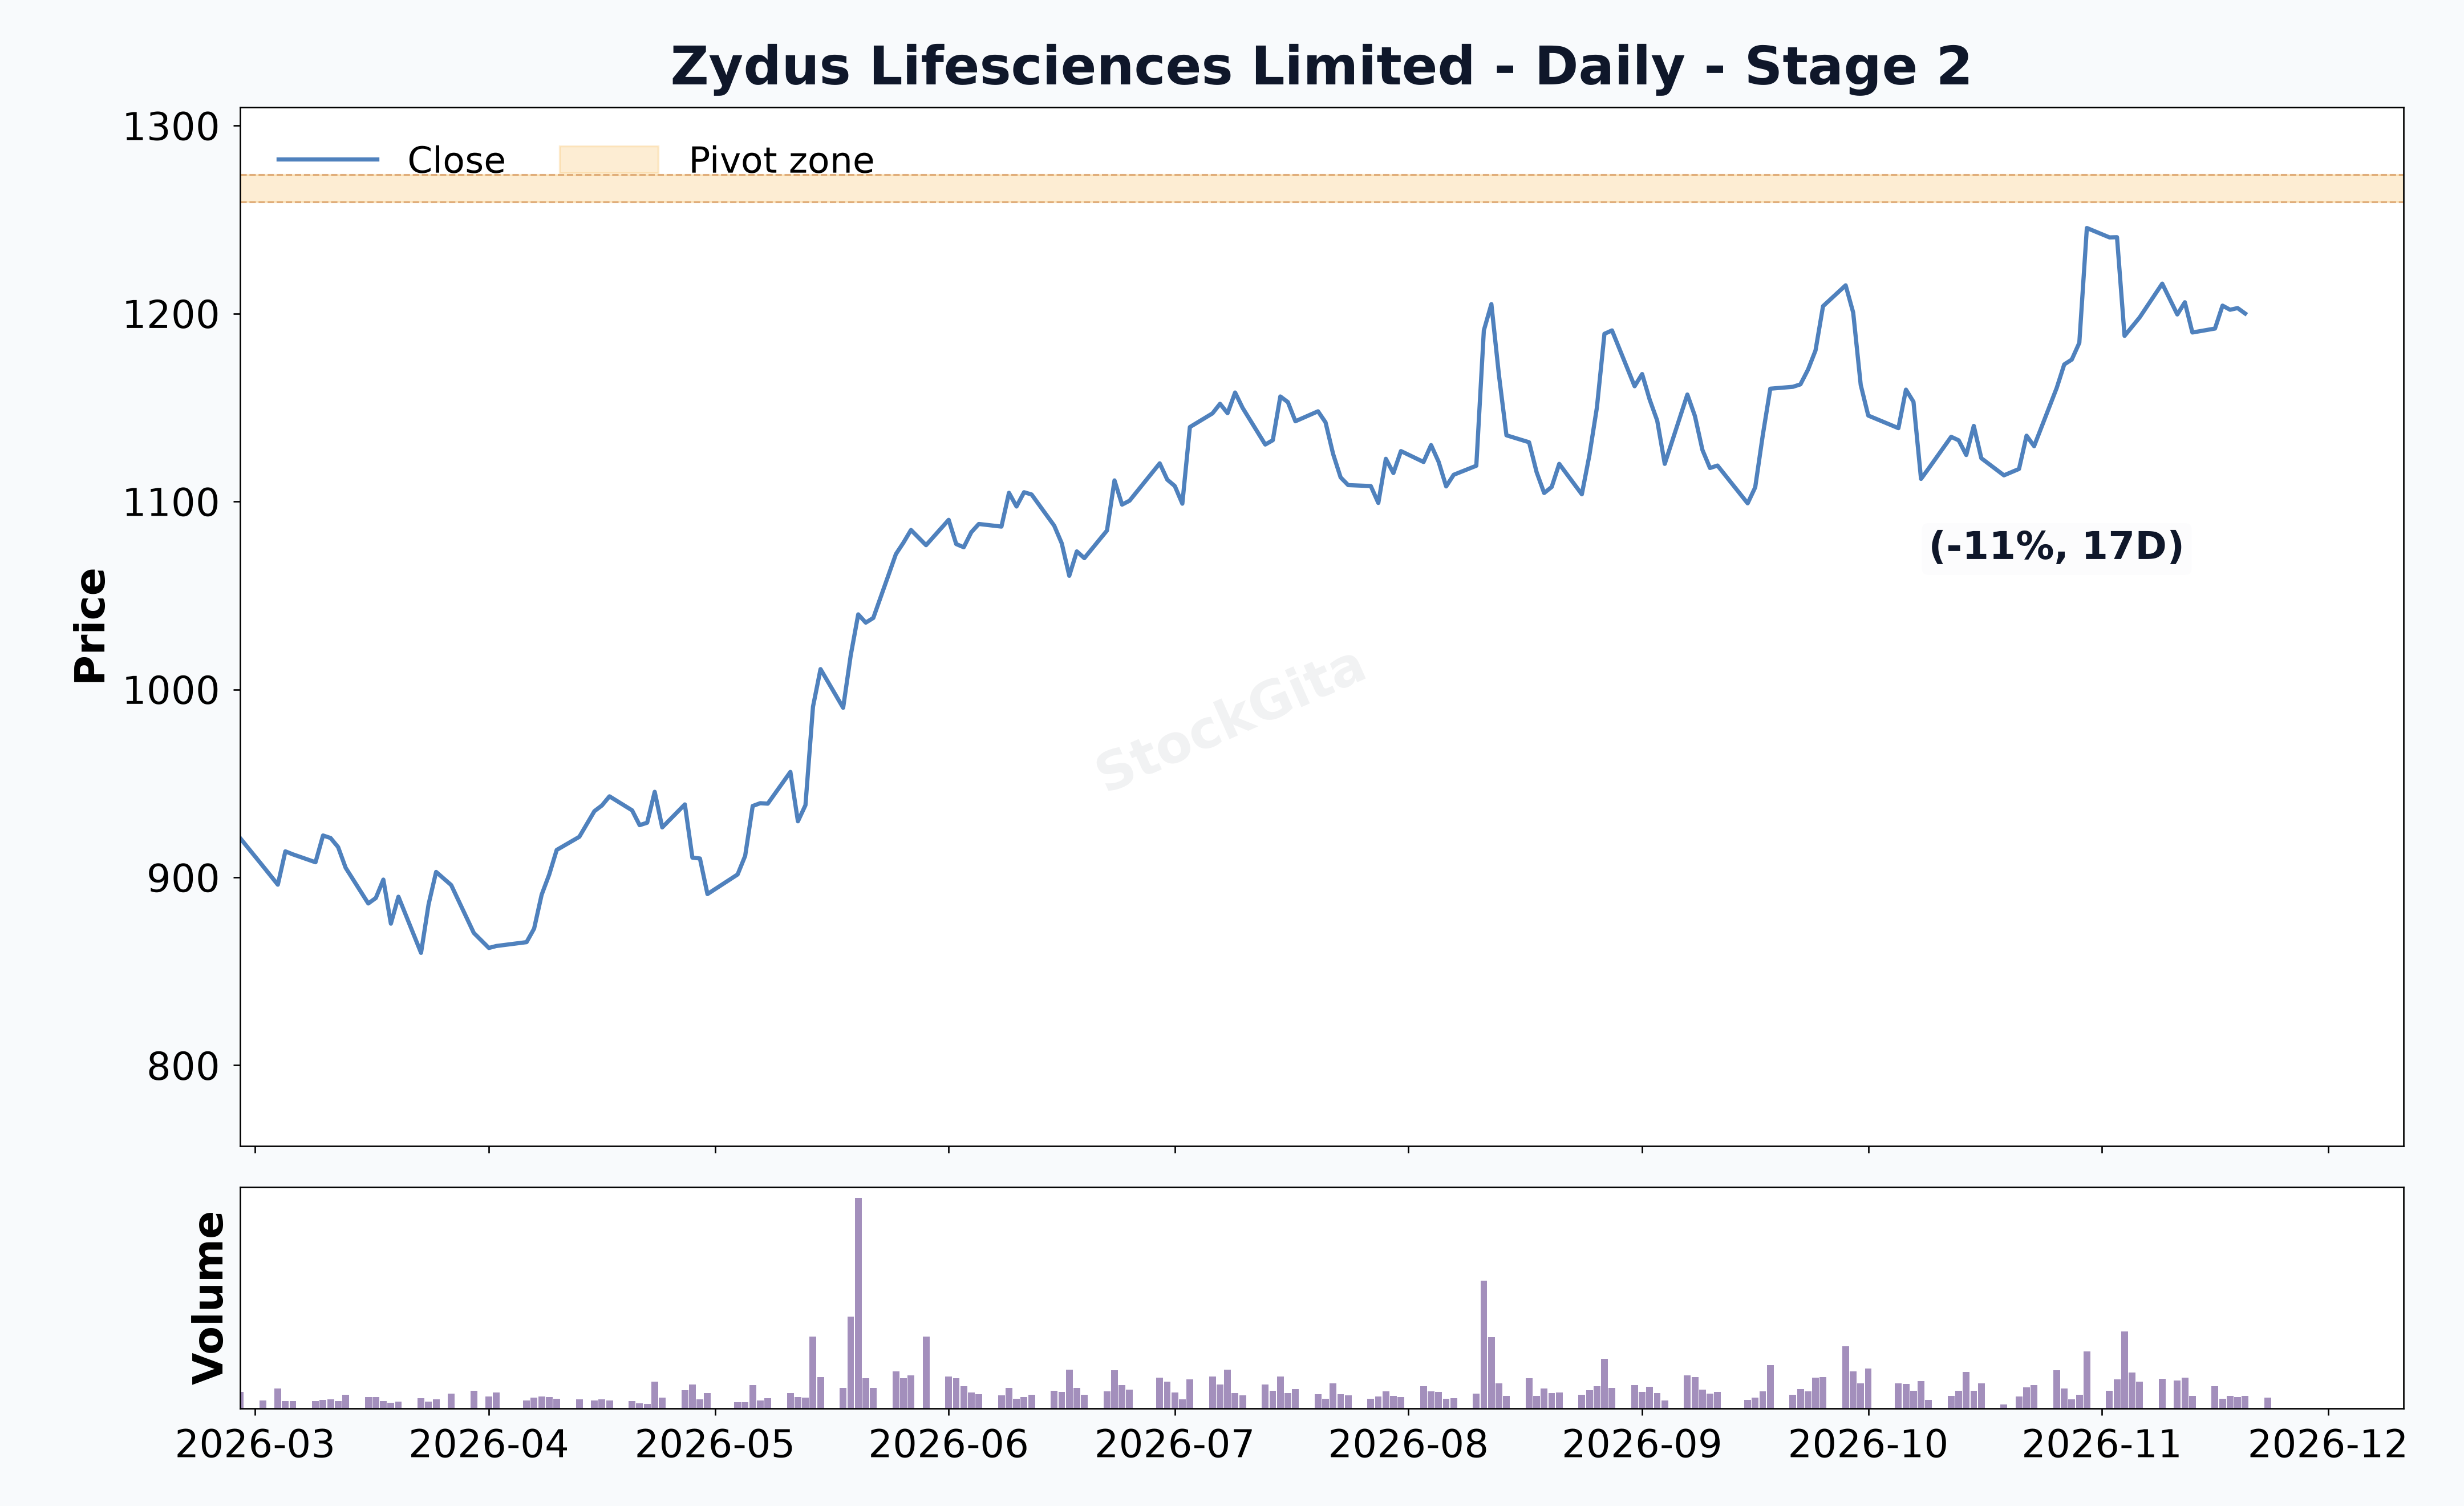 Zydus Lifesciences Limited - Daily - Stage 2
1300
Close
Pivot zone
1200
1100
(-11%, 17D)
Price
1000
StockGita
900
800
Volume
2026-03
2026-04
2026-05
2026-06
2026-07
2026-08
2026-09
2026-10
2026-11
2026-12